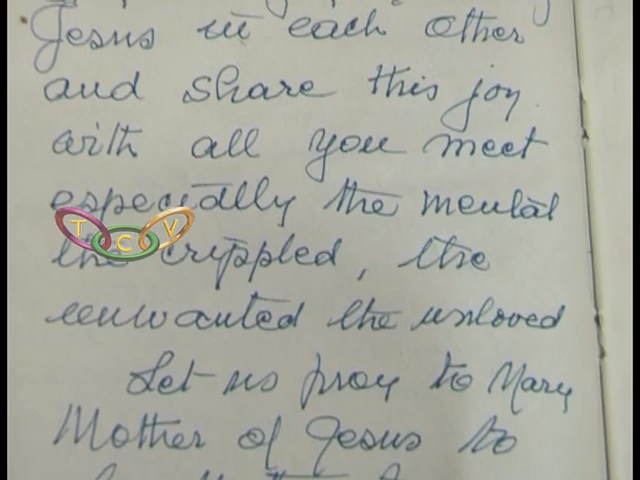 Jesus in each other
and share this joy
with all you meet
especially the mental
T C V
the crippled, the
unwanted the unloved
Let us pray to Mary
Mother of Jesus to